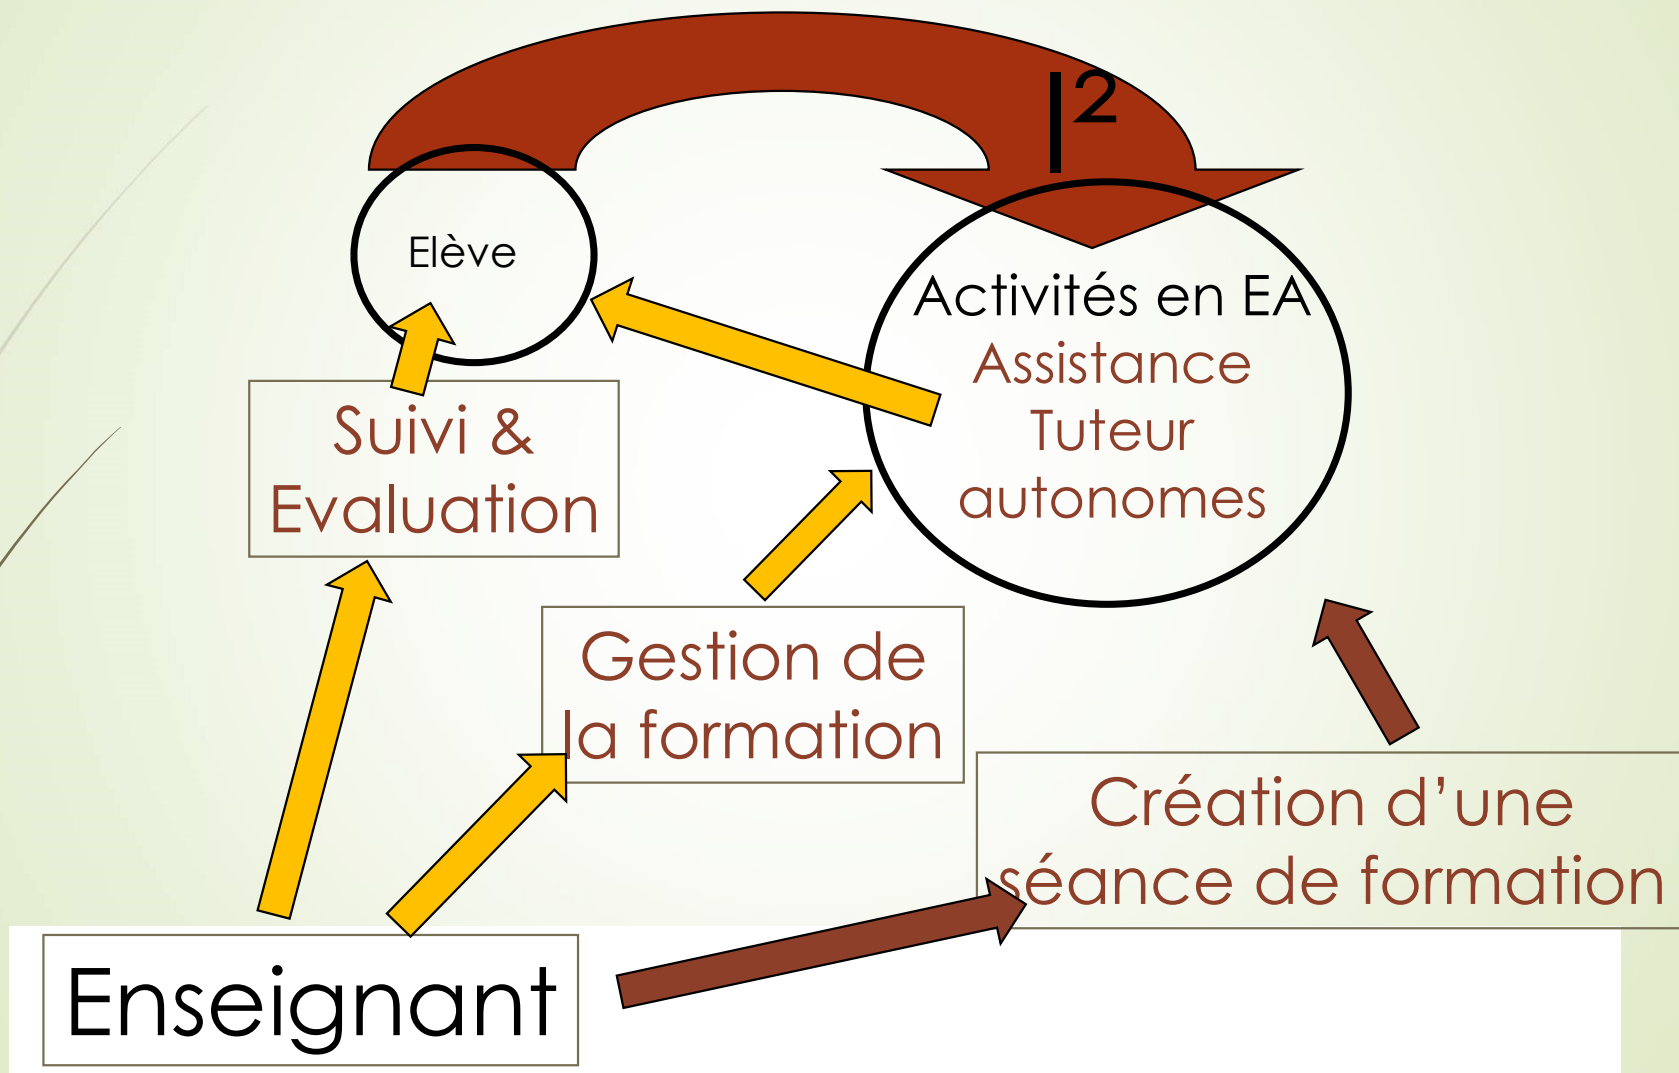 I²
Elève
Activités en EA
Assistance
Tuteur
autonomes
Suivi &
Evaluation
Gestion de
la formation
Création d’une
séance de formation
Enseignant